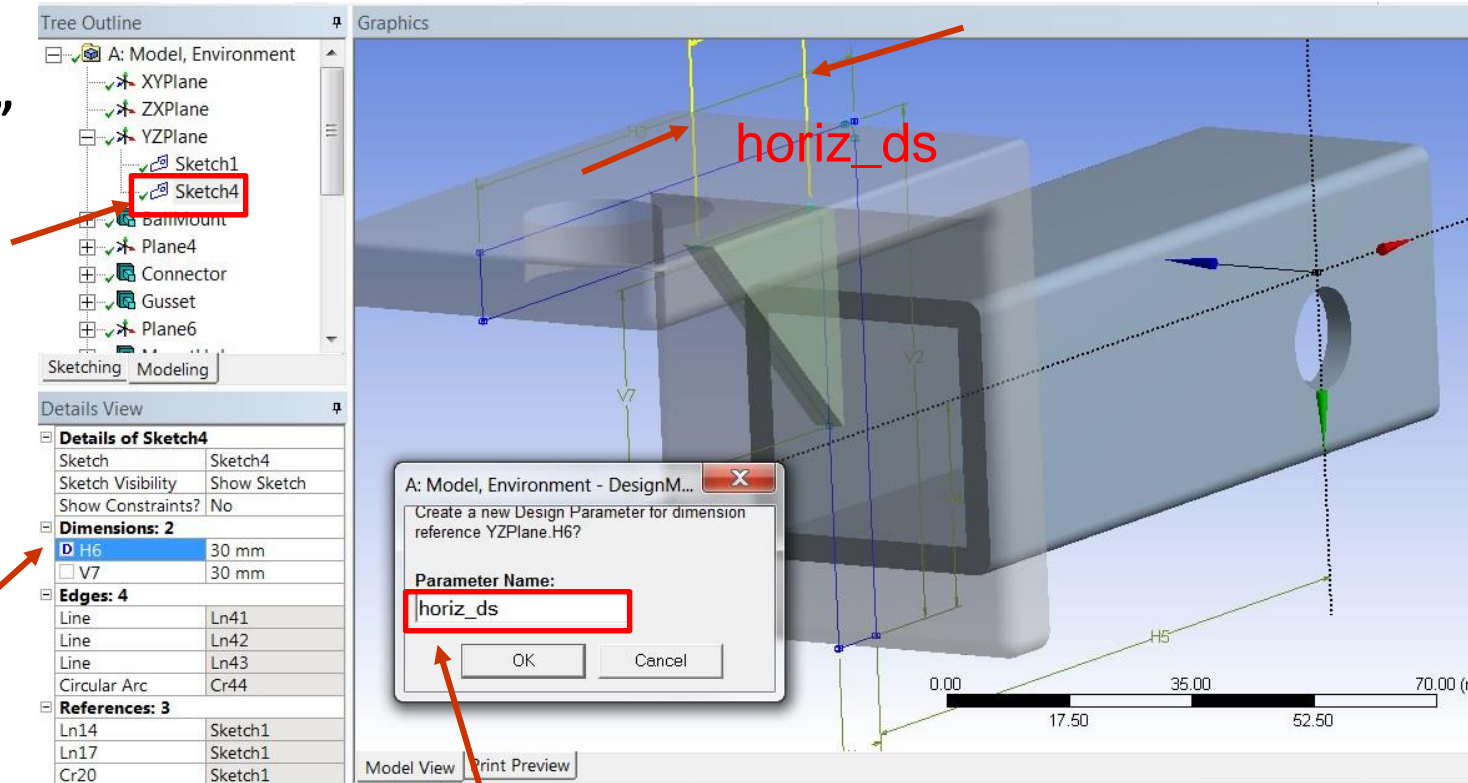 Tree Outline
A: Model, Environment
XYPlane
ZXPlane
YZPlane
Sketch1
Sketch4
BallMount
Plane4
Connector
Gusset
Plane6
Sketching Modeling
”
Details View
Details of Sketch4
Sketch Sketch4
Sketch Visibility Show Sketch
Show Constraints? No
Dimensions: 2
D H6 30 mm
V7 30 mm
Edges: 4
Line Ln41
Line Ln42
Line Ln43
Circular Arc Cr44
References: 3
Ln14 Sketch1
Ln17 Sketch1
Cr20 Sketch1
Graphics
H3
horiz_ds
V2
V7
H5
A: Model, Environment - DesignM...
X
Create a new Design Parameter for dimension
reference YZPlane.H6?
Parameter Name:
horiz_ds
OK Cancel
0.00 35.00 70.00 (
17.50 52.50
Model View Print Preview